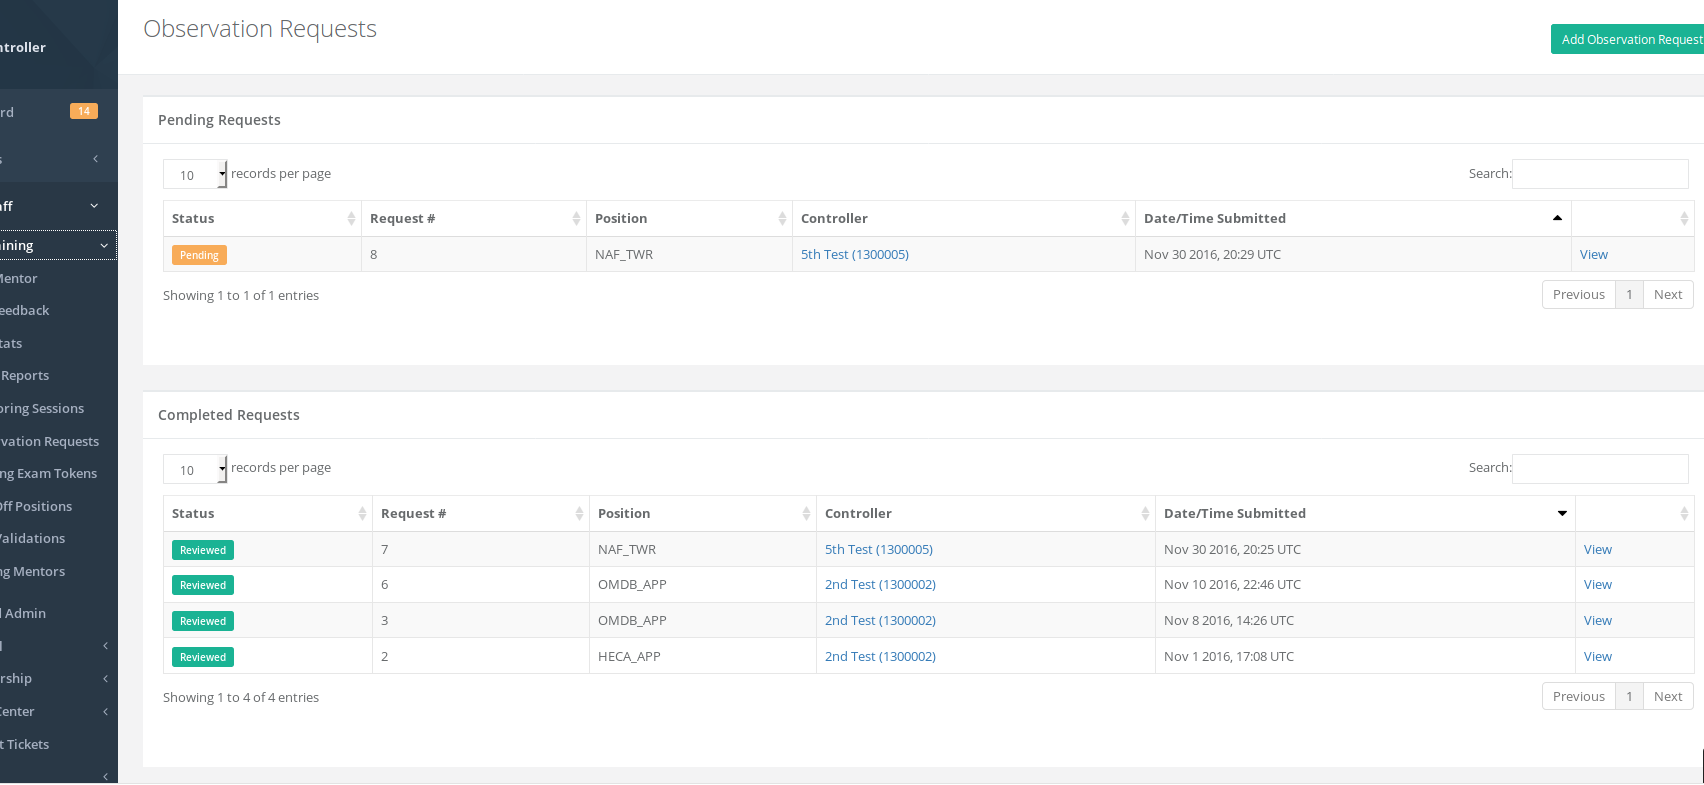 Observation Requests
Add Observation Request
ntroller
rd 14
s
ff
ining
Mentor
eedback
tats
Reports
oring Sessions
vation Requests
ng Exam Tokens
Off Positions
Validations
ng Mentors
l Admin
l
rship
Center
t Tickets
Pending Requests
10 records per page Search:
Status Request # Position Controller Date/Time Submitted
Pending 8 NAF_TWR 5th Test (1300005) Nov 30 2016, 20:29 UTC View
Showing 1 to 1 of 1 entries Previous 1 Next
Completed Requests
10 records per page Search:
Status Request # Position Controller Date/Time Submitted
Reviewed 7 NAF_TWR 5th Test (1300005) Nov 30 2016, 20:25 UTC View
Reviewed 6 OMDB_APP 2nd Test (1300002) Nov 10 2016, 22:46 UTC View
Reviewed 3 OMDB_APP 2nd Test (1300002) Nov 8 2016, 14:26 UTC View
Reviewed 2 HECA_APP 2nd Test (1300002) Nov 1 2016, 17:08 UTC View
Showing 1 to 4 of 4 entries Previous 1 Next